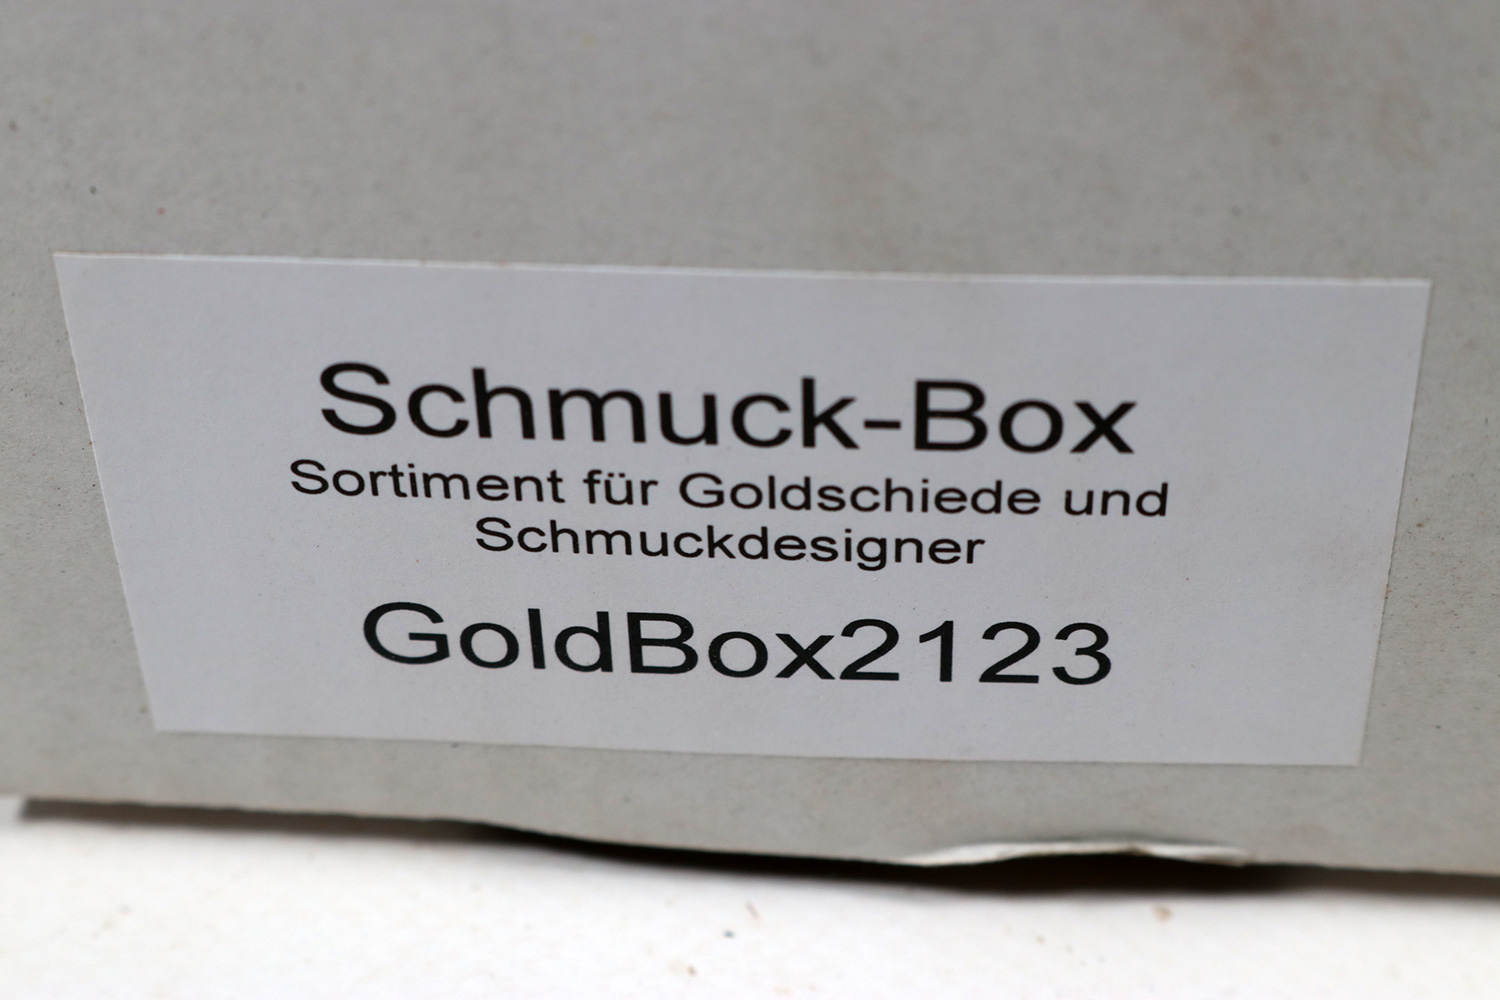 Schmuck-Box
Sortiment für Goldschiede und
Schmuckdesigner
GoldBox2123